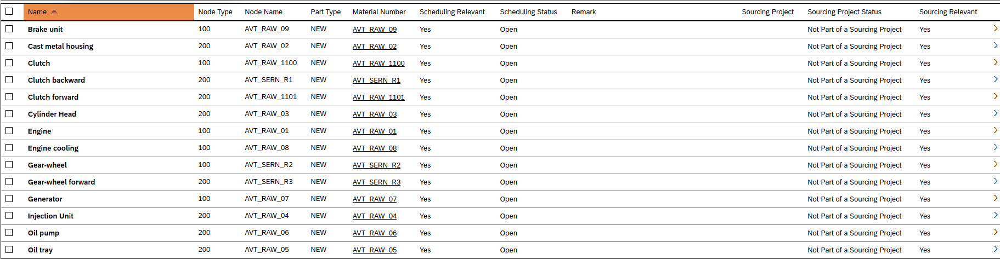 Name Node Type Node Name Part Type Material Number Scheduling Relevant Scheduling Status Remark Sourcing Project Sourcing Project Status Sourcing Relevant
Brake unit 100 AVT_RAW_09 NEW AVT_RAW_09 Yes Open Not Part of a Sourcing Project Yes
Cast metal housing 200 AVT_RAW_02 NEW AVT_RAW_02 Yes Open Not Part of a Sourcing Project Yes
Clutch 100 AVT_RAW_1100 NEW AVT_RAW_1100 Yes Open Not Part of a Sourcing Project Yes
Clutch backward 200 AVT_SERN_R1 NEW AVT_SERN_R1 Yes Open Not Part of a Sourcing Project Yes
Clutch forward 200 AVT_RAW_1101 NEW AVT_RAW_1101 Yes Open Not Part of a Sourcing Project Yes
Cylinder Head 200 AVT_RAW_03 NEW AVT_RAW_03 Yes Open Not Part of a Sourcing Project Yes
Engine 100 AVT_RAW_01 NEW AVT_RAW_01 Yes Open Not Part of a Sourcing Project Yes
Engine cooling 100 AVT_RAW_08 NEW AVT_RAW_08 Yes Open Not Part of a Sourcing Project Yes
Gear-wheel 100 AVT_SERN_R2 NEW AVT_SERN_R2 Yes Open Not Part of a Sourcing Project Yes
Gear-wheel forward 200 AVT_SERN_R3 NEW AVT_SERN_R3 Yes Open Not Part of a Sourcing Project Yes
Generator 100 AVT_RAW_07 NEW AVT_RAW_07 Yes Open Not Part of a Sourcing Project Yes
Injection Unit 200 AVT_RAW_04 NEW AVT_RAW_04 Yes Open Not Part of a Sourcing Project Yes
Oil pump 200 AVT_RAW_06 NEW AVT_RAW_06 Yes Open Not Part of a Sourcing Project Yes
Oil tray 200 AVT_RAW_05 NEW AVT_RAW_05 Yes Open Not Part of a Sourcing Project Yes